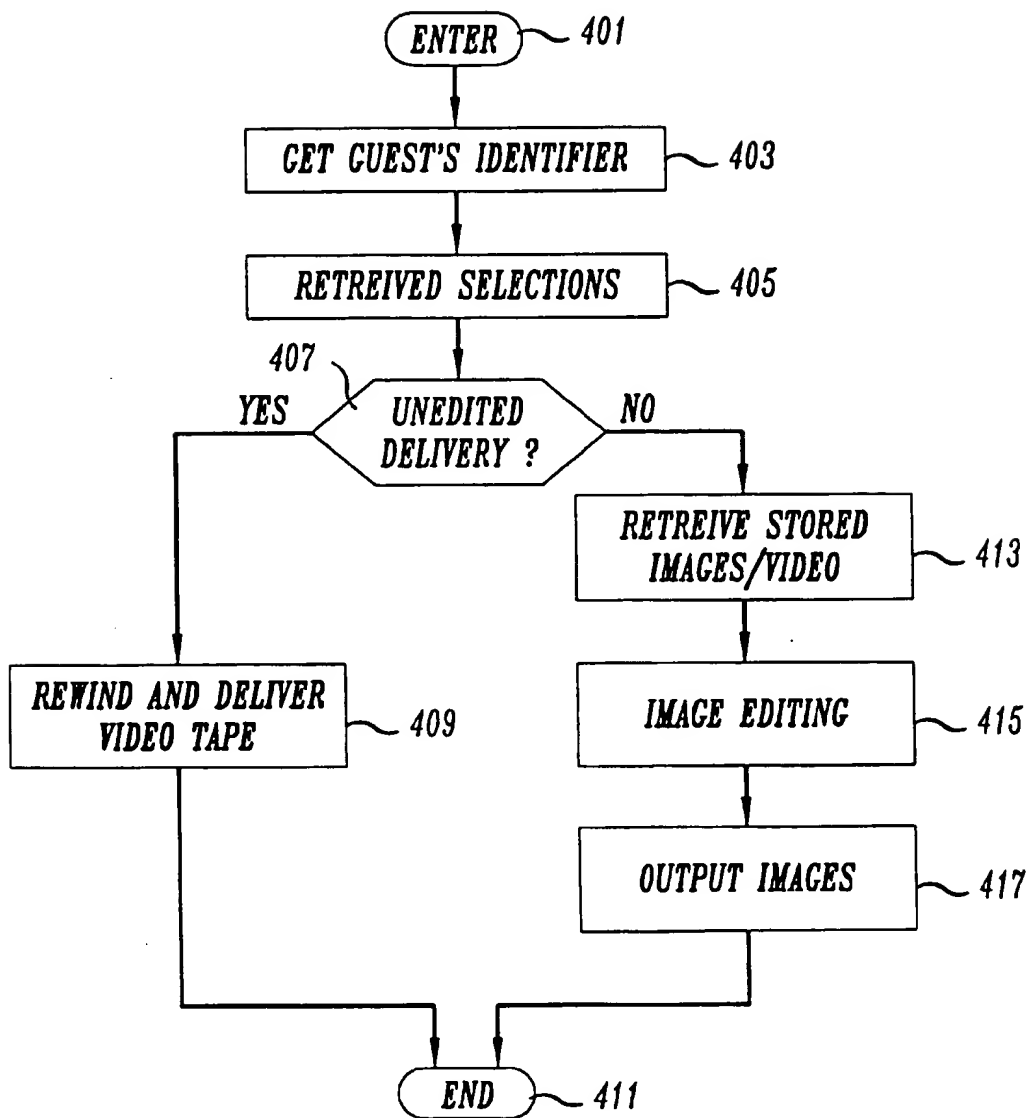 ENTER
401
GET GUEST'S IDENTIFIER
403
RETREIVED SELECTIONS
405
407
YES
UNEDITED
DELIVERY ?
NO
RETREIVE STORED
IMAGES/VIDEO
413
REWIND AND DELIVER
VIDEO TAPE
409
IMAGE EDITING
415
OUTPUT IMAGES
417
END
411